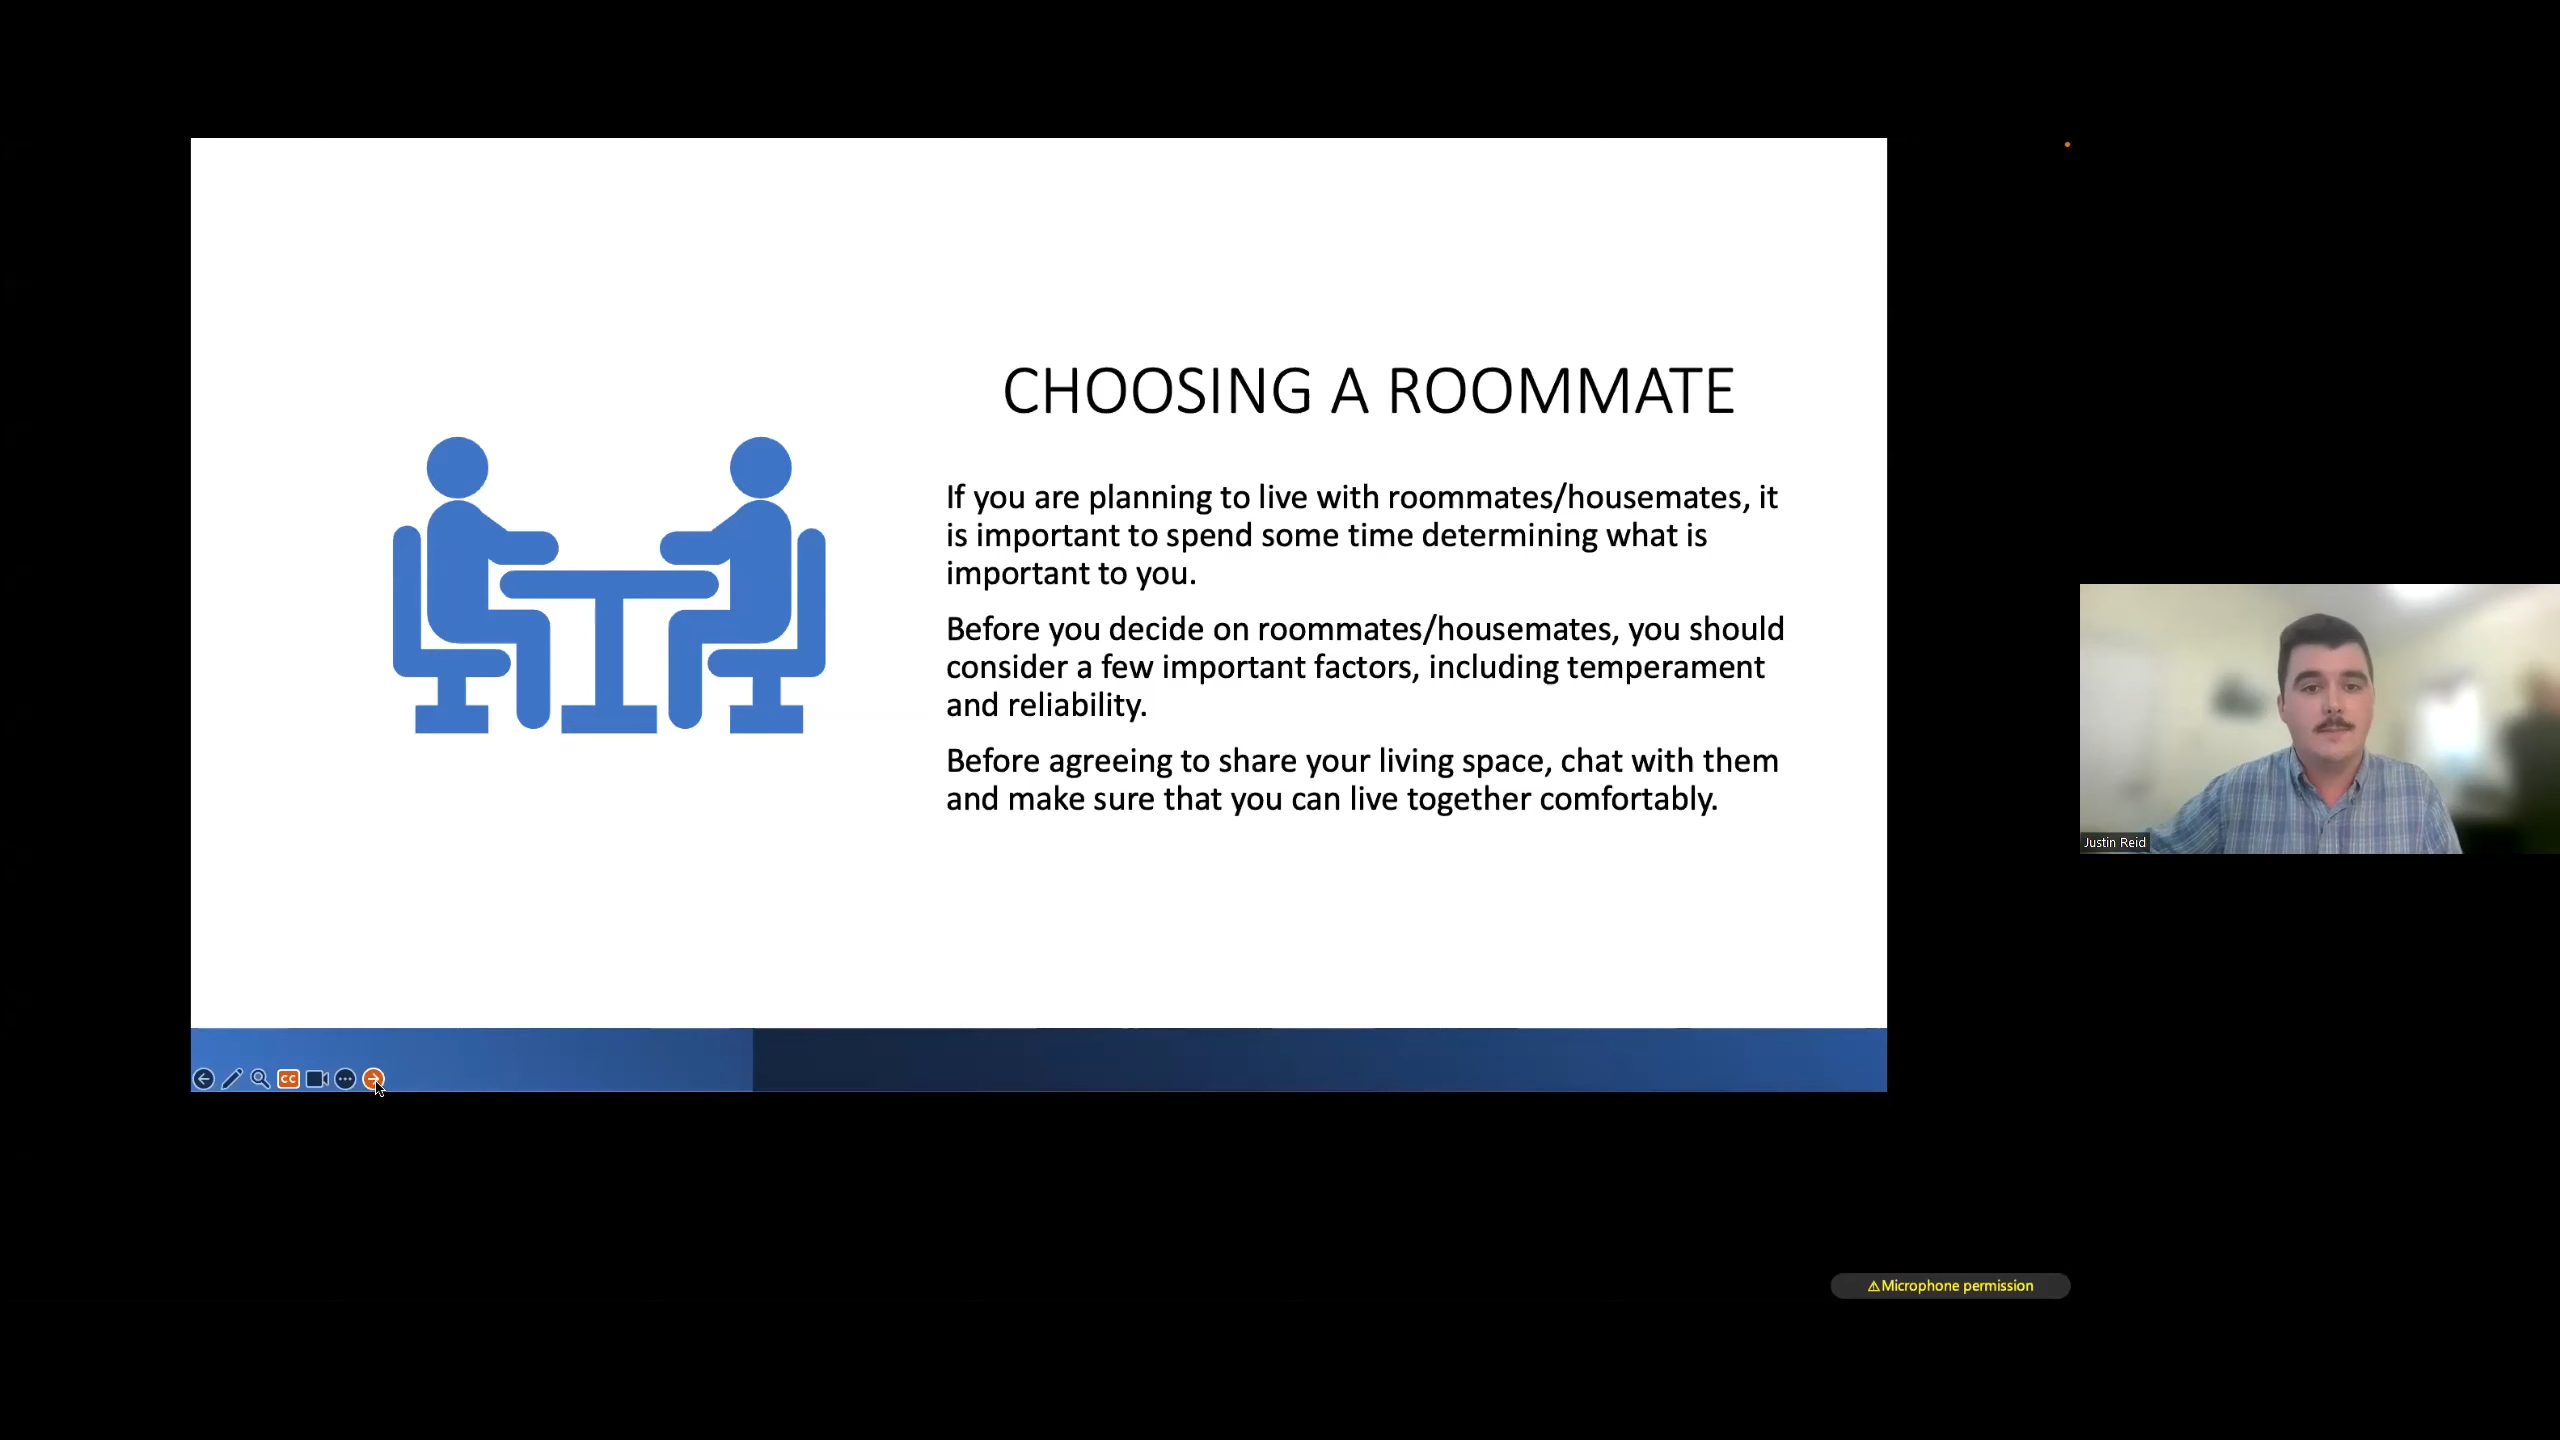 CHOOSING A ROOMMATE
If you are planning to live with roommates/housemates, it
is important to spend some time determining what is
important to you.
Before you decide on roommates/housemates, you should
consider a few important factors, including temperament
and reliability.
Before agreeing to share your living space, chat with them
and make sure that you can live together comfortably.
Justin Reid
CC
⚠Microphone permission